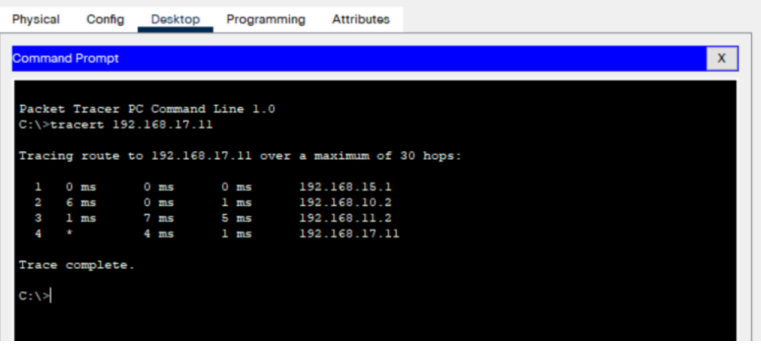 Physical Config Desktop Programming Attributes
Command Prompt X
Packet Tracer PC Command Line 1.0
C:\>tracert 192.168.17.11
Tracing route to 192.168.17.11 over a maximum of 30 hops:
1 0 ms 0 ms 0 ms 192.168.15.1
2 6 ms 0 ms 1 ms 192.168.10.2
3 1 ms 7 ms 5 ms 192.168.11.2
4 * 4 ms 1 ms 192.168.17.11
Trace complete.
C:\>